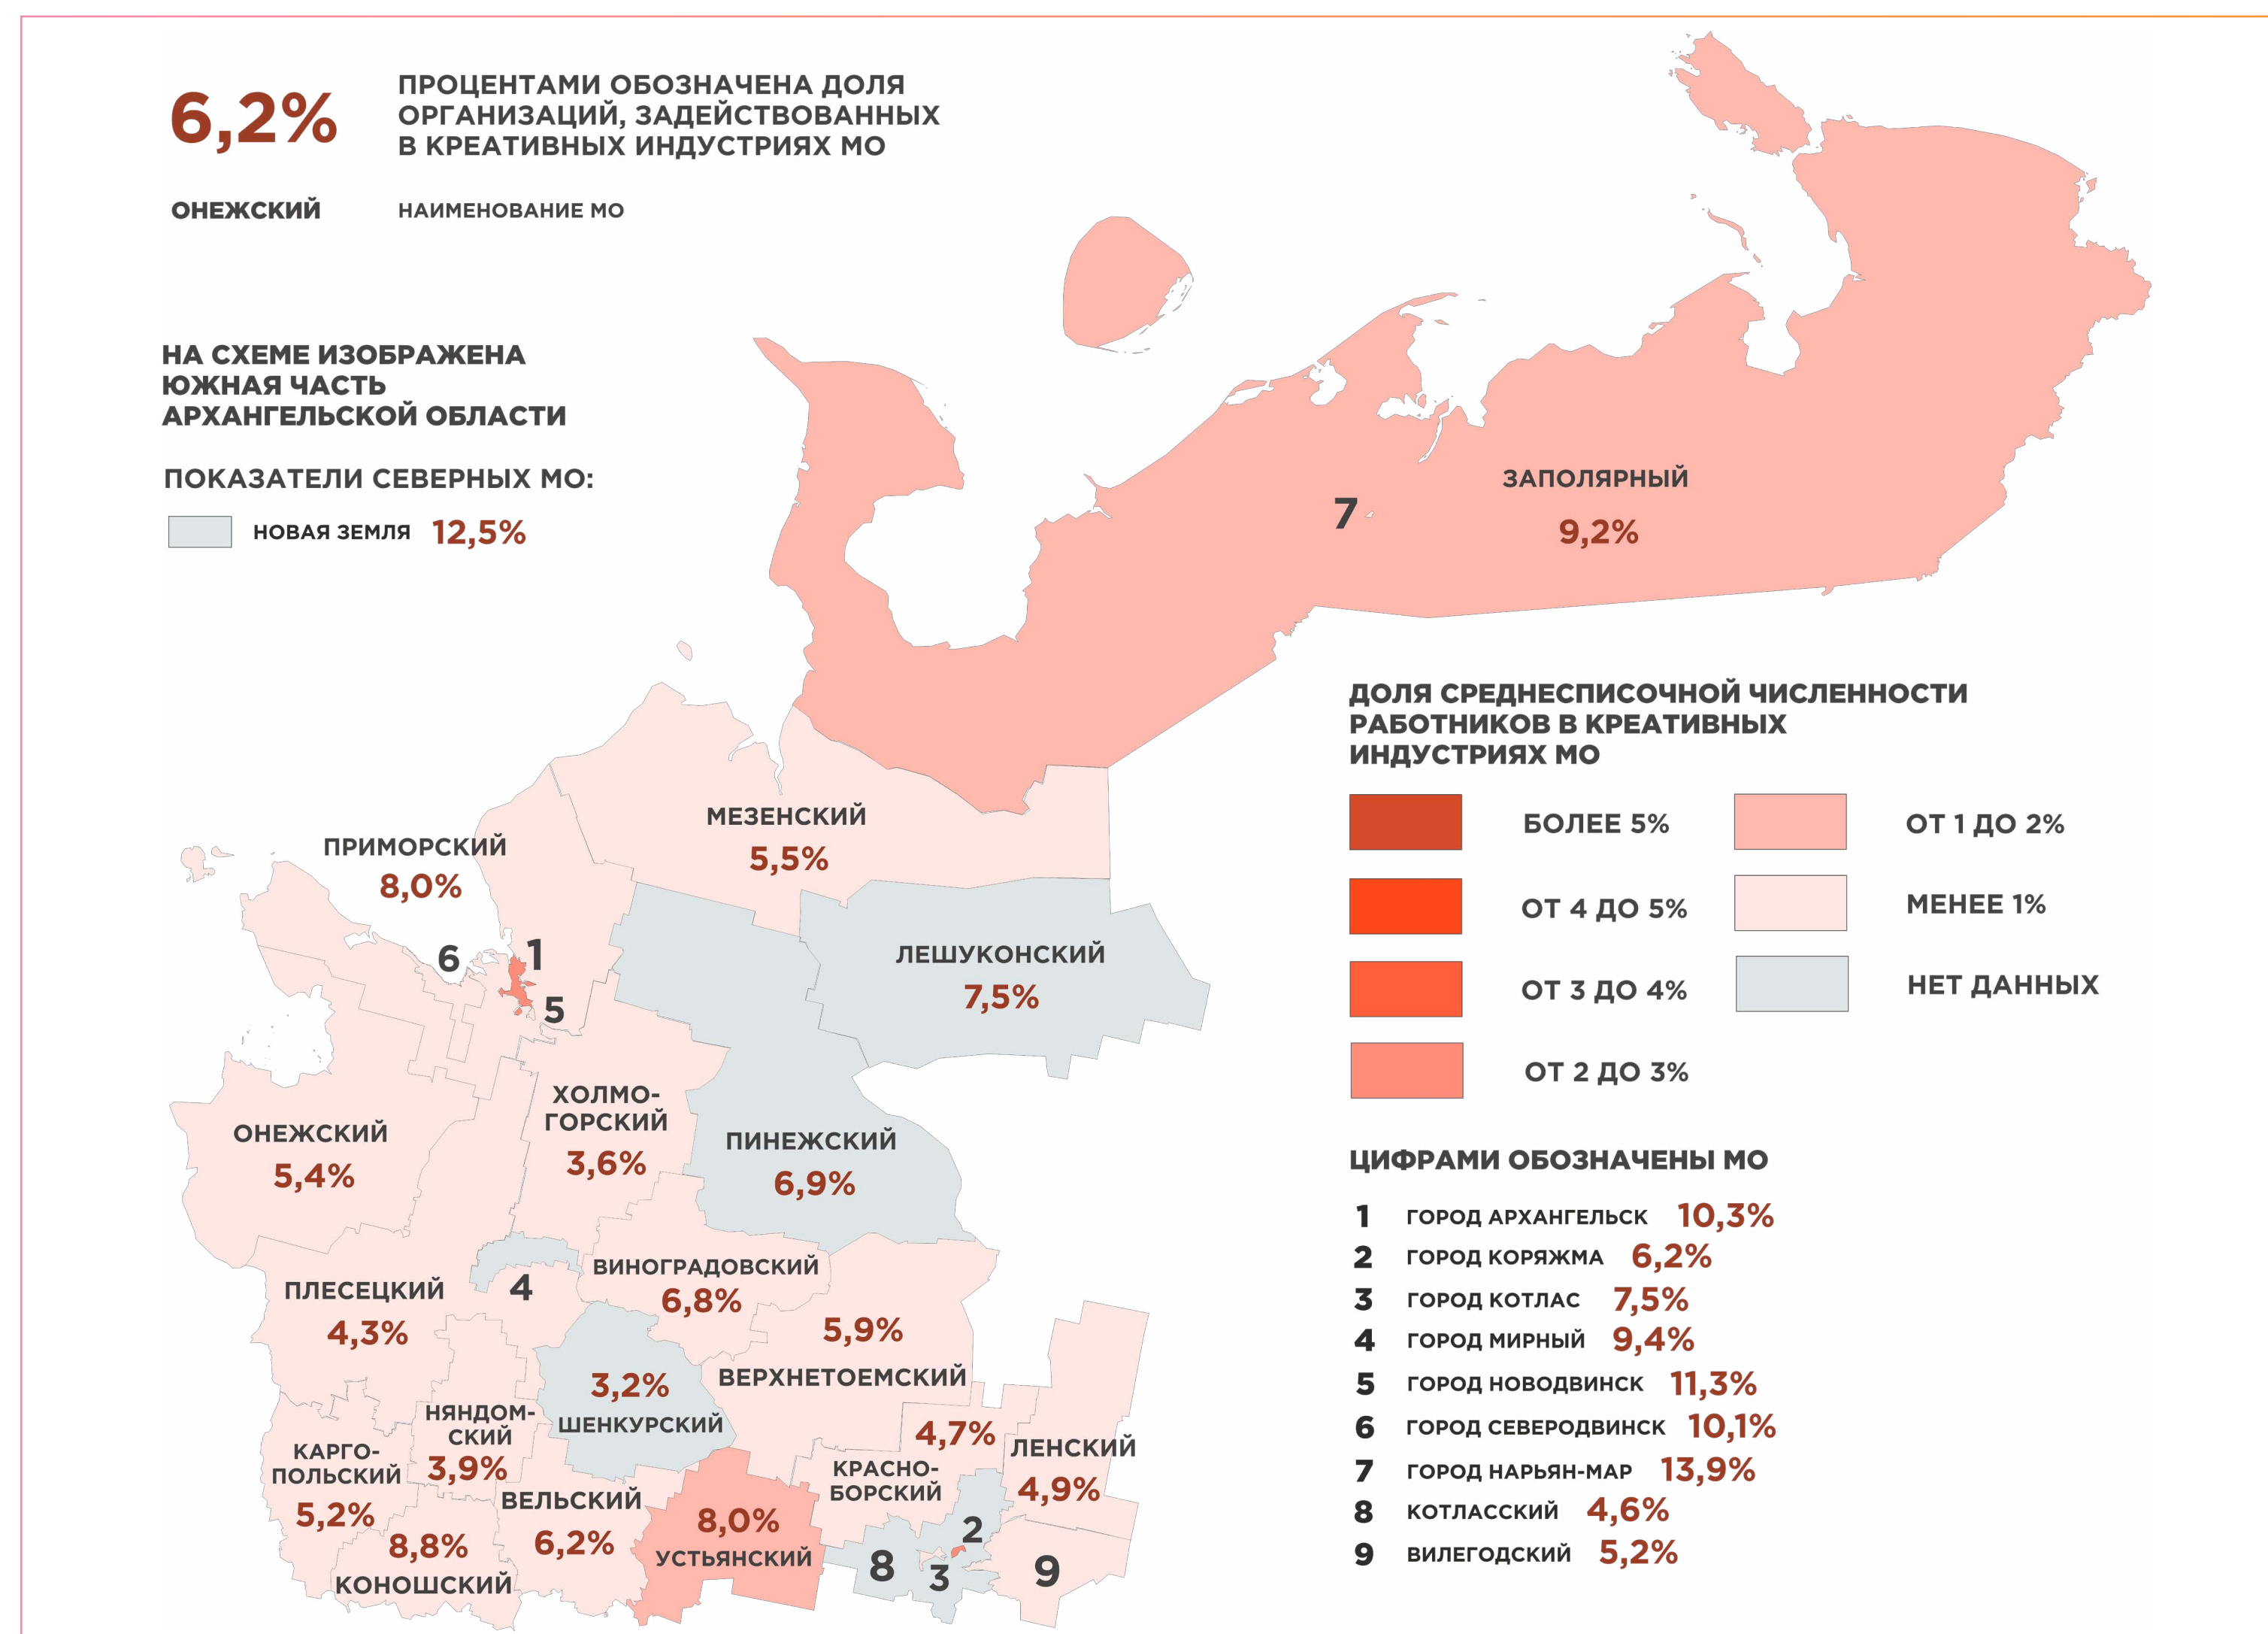 6,2%
ПРОЦЕНТАМИ ОБОЗНАЧЕНА ДОЛЯ
ОРГАНИЗАЦИЙ, ЗАДЕЙСТВОВАННЫХ
В КРЕАТИВНЫХ ИНДУСТРИЯХ МО
ОНЕЖСКИЙ
НАИМЕНОВАНИЕ МО
НА СХЕМЕ ИЗОБРАЖЕНА
ЮЖНАЯ ЧАСТЬ
АРХАНГЕЛЬСКОЙ ОБЛАСТИ
ПОКАЗАТЕЛИ СЕВЕРНЫХ МО:
НОВАЯ ЗЕМЛЯ 12,5%
ЗАПОЛЯРНЫЙ
9,2%
7
МЕЗЕНСКИЙ
5,5%
ПРИМОРСКИЙ
8,0%
6
1
5
ЛЕШУКОНСКИЙ
7,5%
ХОЛМО-
ГОРСКИЙ
3,6%
ОНЕЖСКИЙ
5,4%
ПИНЕЖСКИЙ
6,9%
ПЛЕСЕЦКИЙ
4,3%
4
ВИНОГРАДОВСКИЙ
6,8%
5,9%
ВЕРХНЕТОЕМСКИЙ
3,2%
ШЕНКУРСКИЙ
НЯНДОМ-
СКИЙ
3,9%
КАРГО-
ПОЛЬСКИЙ
5,2%
4,7%
КРАСНО-
БОРСКИЙ
ЛЕНСКИЙ
4,9%
ВЕЛЬСКИЙ
6,2%
8,0%
УСТЬЯНСКИЙ
8,8%
КОНОШСКИЙ
8
3
2
9
ДОЛЯ СРЕДНЕСПИСОЧНОЙ ЧИСЛЕННОСТИ
РАБОТНИКОВ В КРЕАТИВНЫХ
ИНДУСТРИЯХ МО
БОЛЕЕ 5%
ОТ 4 ДО 5%
ОТ 3 ДО 4%
ОТ 2 ДО 3%
ОТ 1 ДО 2%
МЕНЕЕ 1%
НЕТ ДАННЫХ
ЦИФРАМИ ОБОЗНАЧЕНЫ МО
1 ГОРОД АРХАНГЕЛЬСК 10,3%
2 ГОРОД КОРЯЖМА 6,2%
3 ГОРОД КОТЛАС 7,5%
4 ГОРОД МИРНЫЙ 9,4%
5 ГОРОД НОВОДВИНСК 11,3%
6 ГОРОД СЕВЕРОДВИНСК 10,1%
7 ГОРОД НАРЬЯН-МАР 13,9%
8 КОТЛАССКИЙ 4,6%
9 ВИЛЕГОДСКИЙ 5,2%